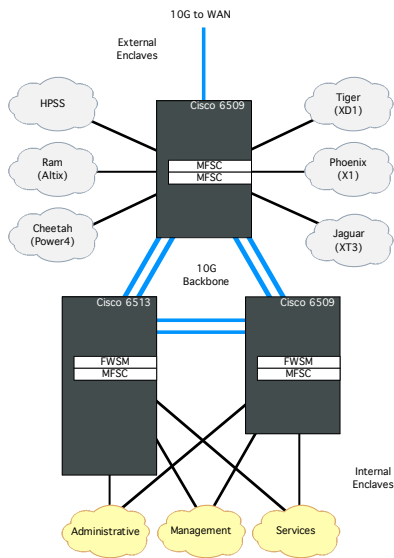 10G to WAN
External
Enclaves
Cisco 6509
HPSS
Tiger
(XD1)
MFSC
MFSC
Ram
(Altix)
Phoenix
(X1)
Cheetah
(Power4)
Jaguar
(XT3)
10G
Backbone
Cisco 6513
Cisco 6509
FWSM
MFSC
FWSM
MFSC
Internal
Enclaves
Administrative
Management
Services